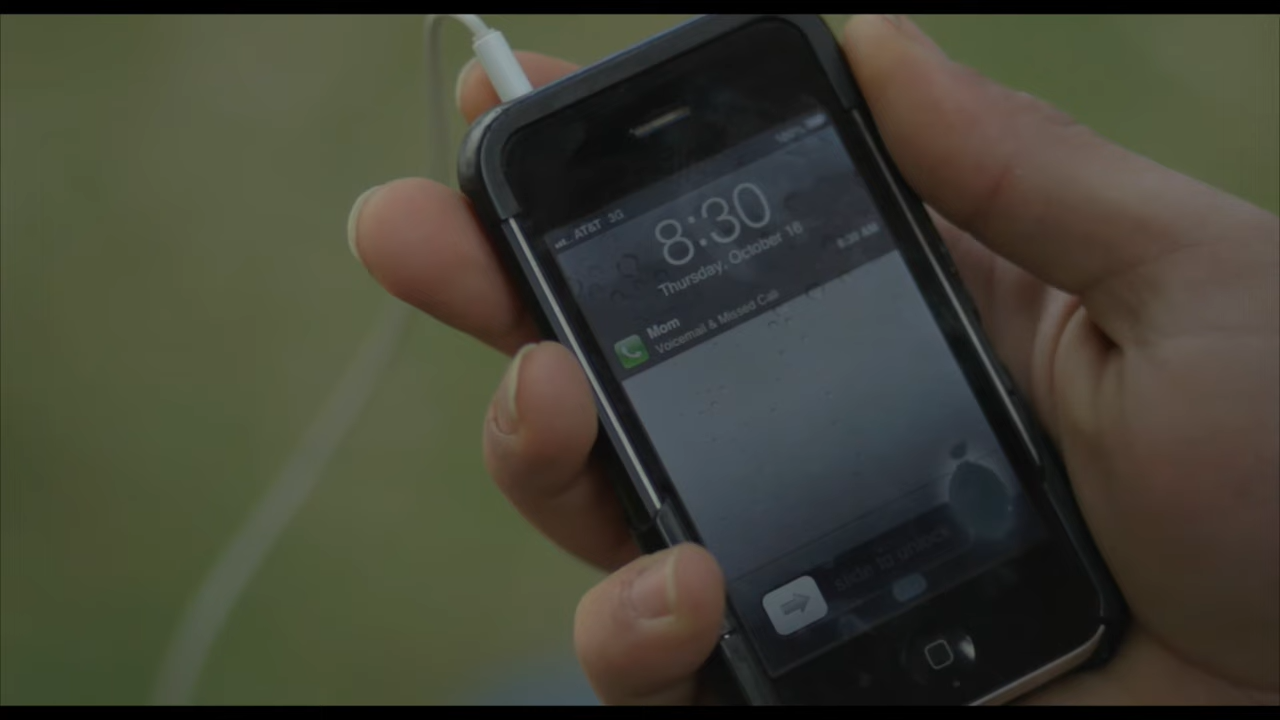 AT&T 3G
8:30
Thursday, October 16
8:30 AM
Mom
Voicemail & Missed Call
slide to unlock